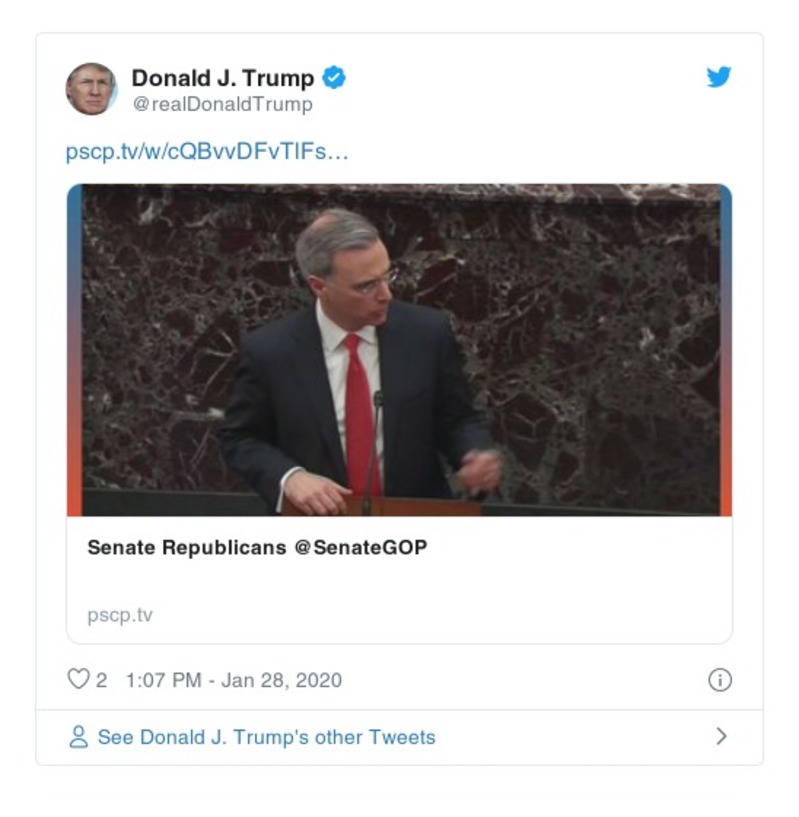 Donald J. Trump
@realDonaldTrump
pscp.tv/w/cQBvvDFvTlFs…
Senate Republicans @SenateGOP
pscp.tv
2 1:07 PM - Jan 28, 2020
See Donald J. Trump's other Tweets